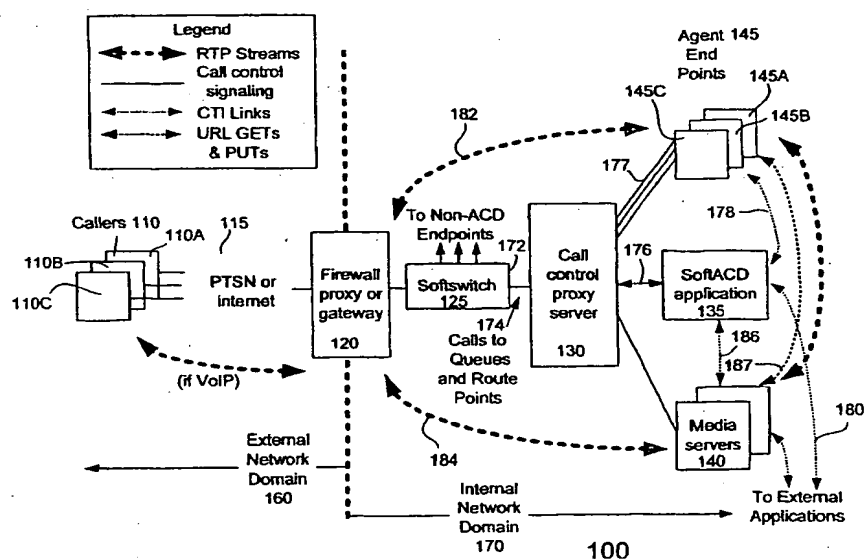 Legend
RTP Streams
Call control
signaling
CTI Links
URL GETs
& PUTs
Agent 145
End
Points
145A
145C
145B
182
177
178
To Non-ACD
Endpoints
Callers 110
110A
115
110B
110C
PTSN or
internet
Firewall
proxy or
gateway
120
Softswitch
125
172
174
Calls to
Queues
and Route
Points
Call
control
proxy
server
130
176
SoftACD
application
135
186
187
Media
servers
140
180
(if VoIP)
184
External
Network
Domain
160
Internal
Network
Domain
170
To External
Applications
100